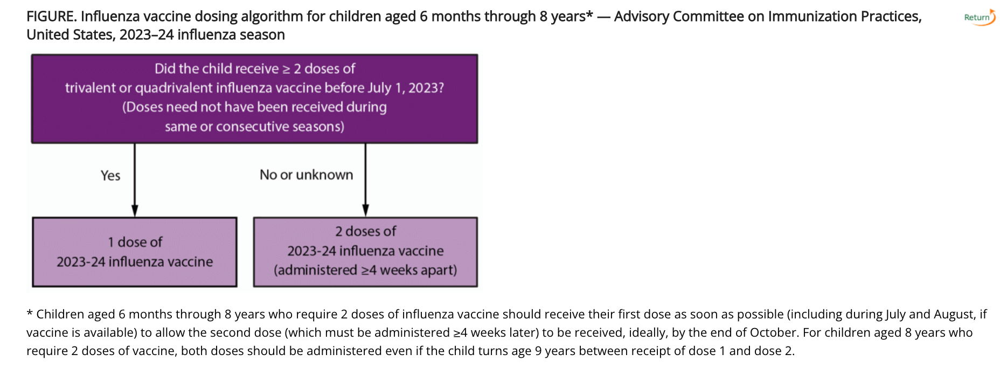 FIGURE. Influenza vaccine dosing algorithm for children aged 6 months through 8 years* — Advisory Committee on Immunization Practices,
United States, 2023–24 influenza season
Return
Did the child receive ≥ 2 doses of
trivalent or quadrivalent influenza vaccine before July 1, 2023?
(Doses need not have been received during
same or consecutive seasons)
Yes
No or unknown
1 dose of
2023-24 influenza vaccine
2 doses of
2023-24 influenza vaccine
(administered ≥4 weeks apart)
* Children aged 6 months through 8 years who require 2 doses of influenza vaccine should receive their first dose as soon as possible (including during July and August, if
vaccine is available) to allow the second dose (which must be administered ≥4 weeks later) to be received, ideally, by the end of October. For children aged 8 years who
require 2 doses of vaccine, both doses should be administered even if the child turns age 9 years between receipt of dose 1 and dose 2.